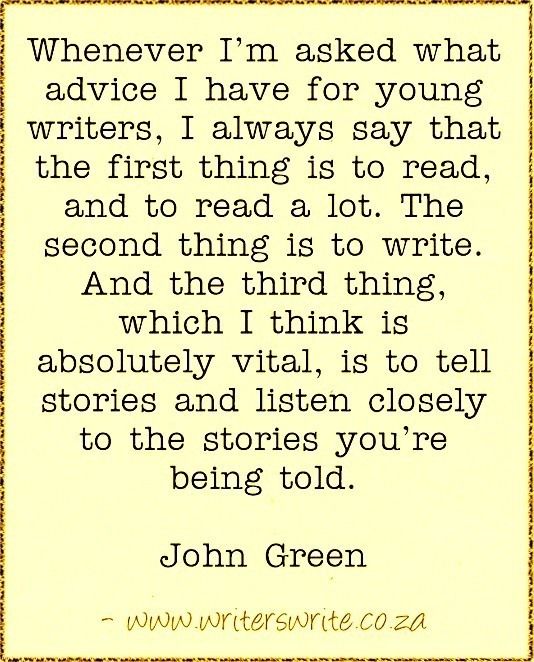 Whenever I'm asked what
advice I have for young
writers, I always say that
the first thing is to read,
and to read a lot. The
second thing is to write.
And the third thing,
which I think is
absolutely vital, is to tell
stories and listen closely
to the stories you're
being told.
John Green
- www.writerswrite.co.za